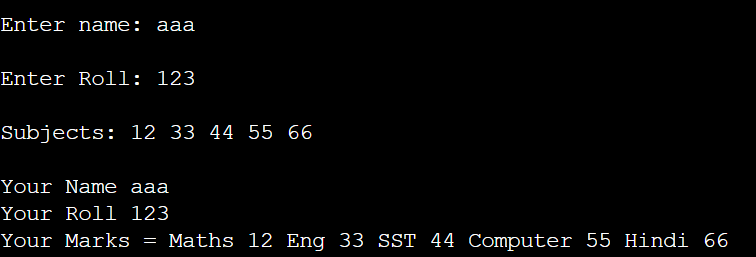 Enter name: aaa
Enter Roll: 123
Subjects: 12 33 44 55 66
Your Name aaa
Your Roll 123
Your Marks = Maths 12 Eng 33 SST 44 Computer 55 Hindi 66